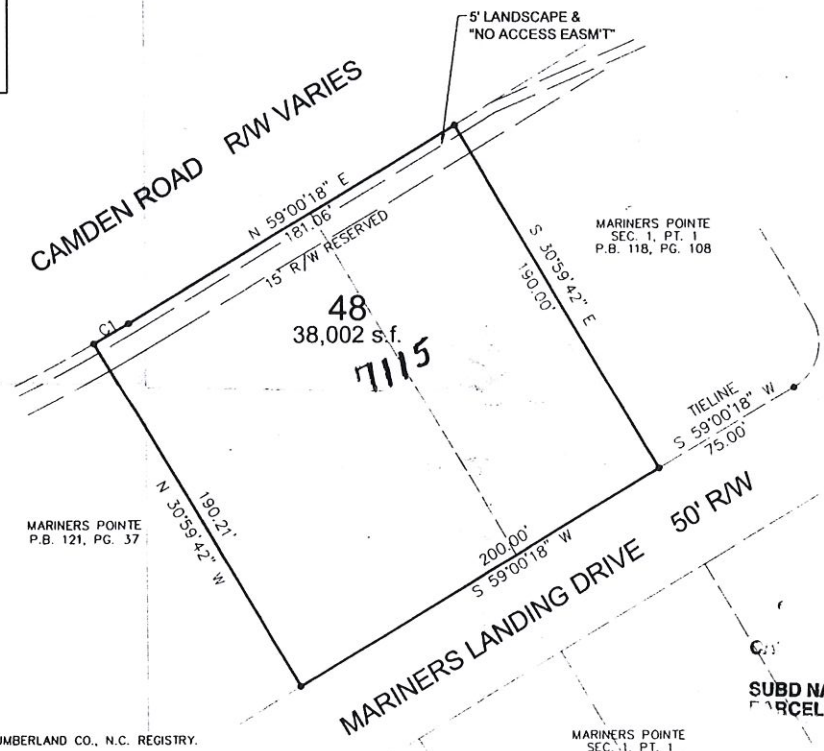 5' LANDSCAPE &
"NO ACCESS EASM'T"
CAMDEN ROAD R/W VARIES
N 59°00'18" E
181.06'
15' R/W RESERVED
C1
48
38,002 s.f.
7115
S 30°59'42" E
190.00'
MARINERS POINTE
SEC. 1, PT. 1
P.B. 118, PG. 108
TIELINE
S 59°00'18" W
75.00'
190.21'
N 30°59'42" W
MARINERS POINTE
P.B. 121, PG. 37
200.00'
S 59°00'18" W
MARINERS LANDING DRIVE 50' R/W
SUBD NA
PARCEL
UMBERLAND CO., N.C. REGISTRY.
MARINERS POINTE
SEC. 1, PT. 1